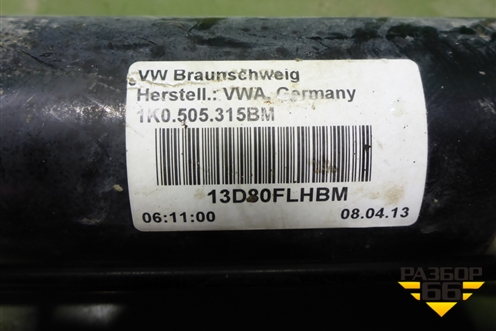 VW Braunschweig
Herstell.: VWA, Germany
1K0.505.315BM
13D80FLHBM
06:11:00 08.04.13
РАЗБОР
66